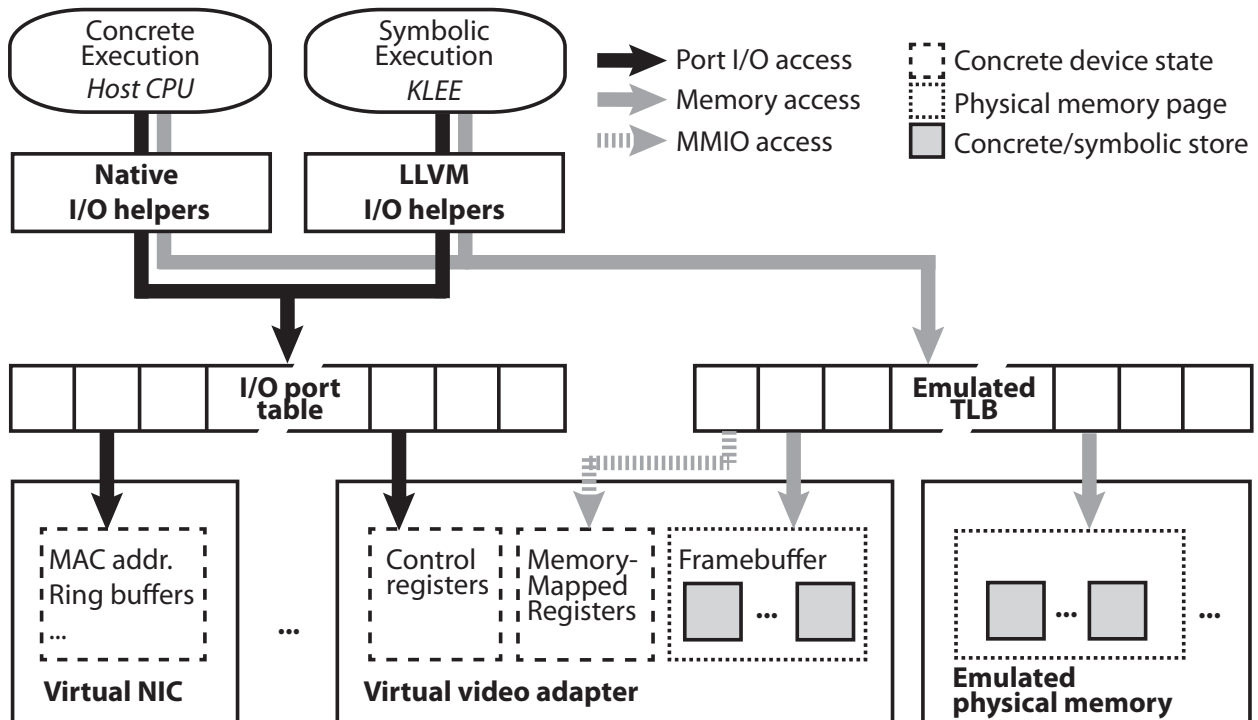 Concrete
Execution
Host CPU
Symbolic
Execution
KLEE
Port I/O access
Memory access
MMIO access
Concrete device state
Physical memory page
Concrete/symbolic store
Native
I/O helpers
LLVM
I/O helpers
I/O port
table
Emulated
TLB
MAC addr.
Ring buffers
...
Virtual NIC
...
Control
registers
Memory-
Mapped
Registers
Framebuffer
...
Virtual video adapter
...
...
Emulated
physical memory